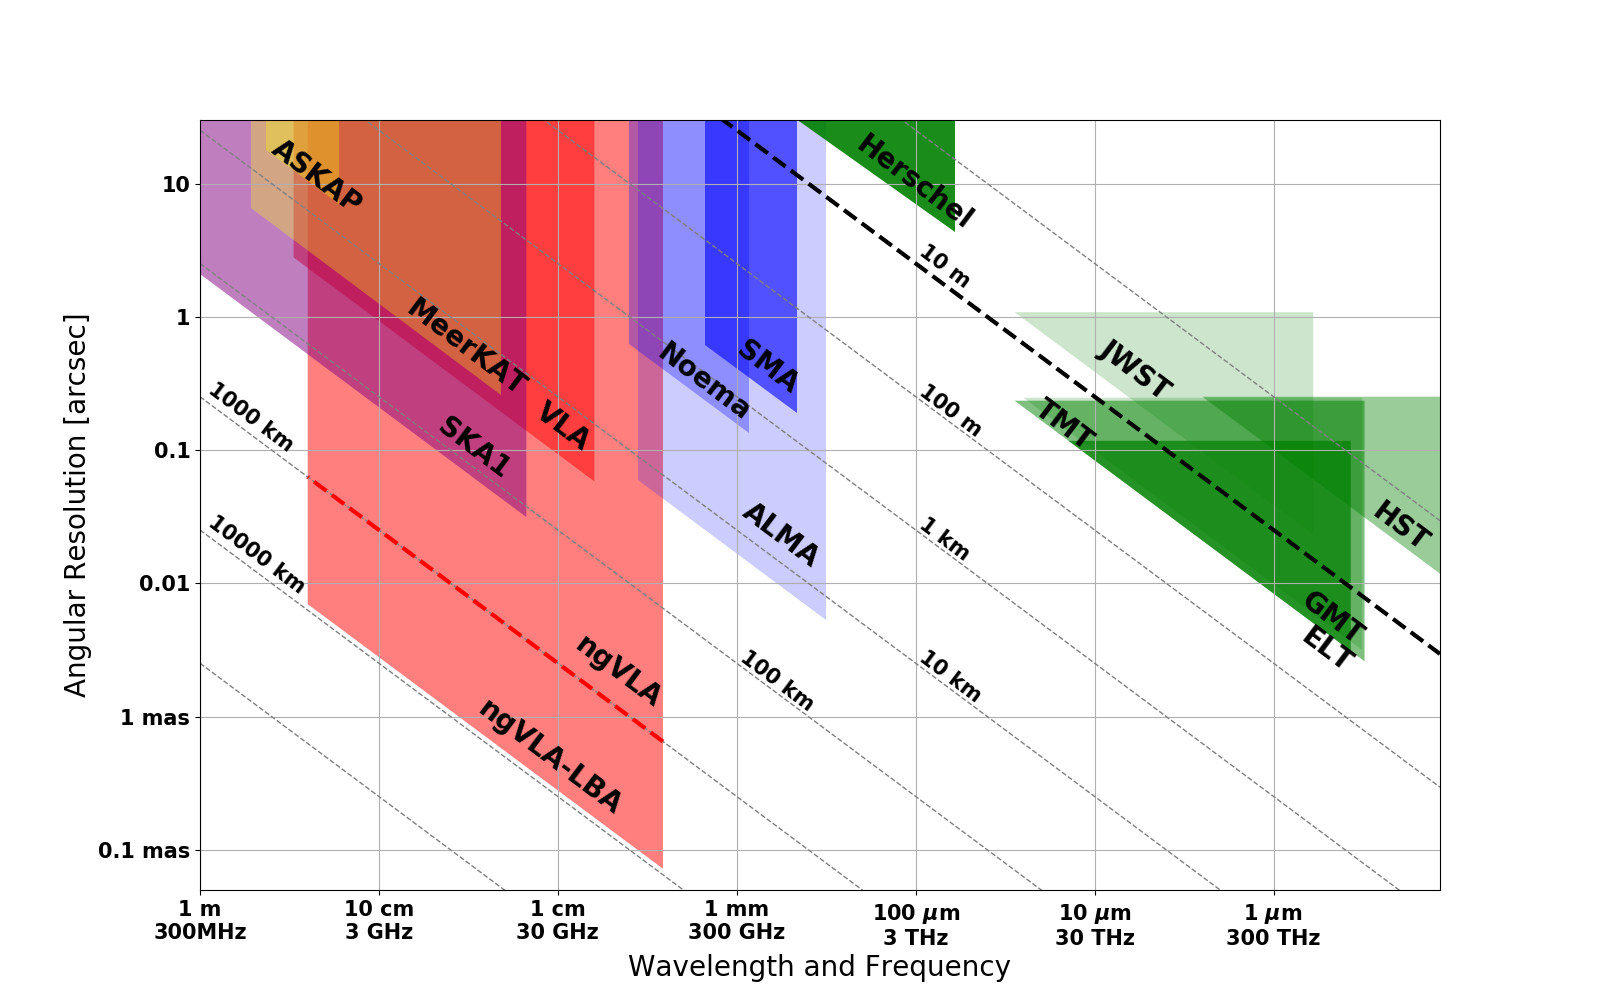 Angular Resolution [arcsec]
10
1
0.1
0.01
1 mas
0.1 mas
ASKAP
MeerKAT
VLA
SKA1
ngVLA
ngVLA-LBA
Noema
SMA
ALMA
Herschel
JWST
TMT
HST
GMT
ELT
1000 km
10000 km
10 m
100 m
1 km
10 km
100 km
1 m
300MHz
10 cm
3 GHz
1 cm
30 GHz
1 mm
300 GHz
100 μm
3 THz
10 μm
30 THz
1 μm
300 THz
Wavelength and Frequency